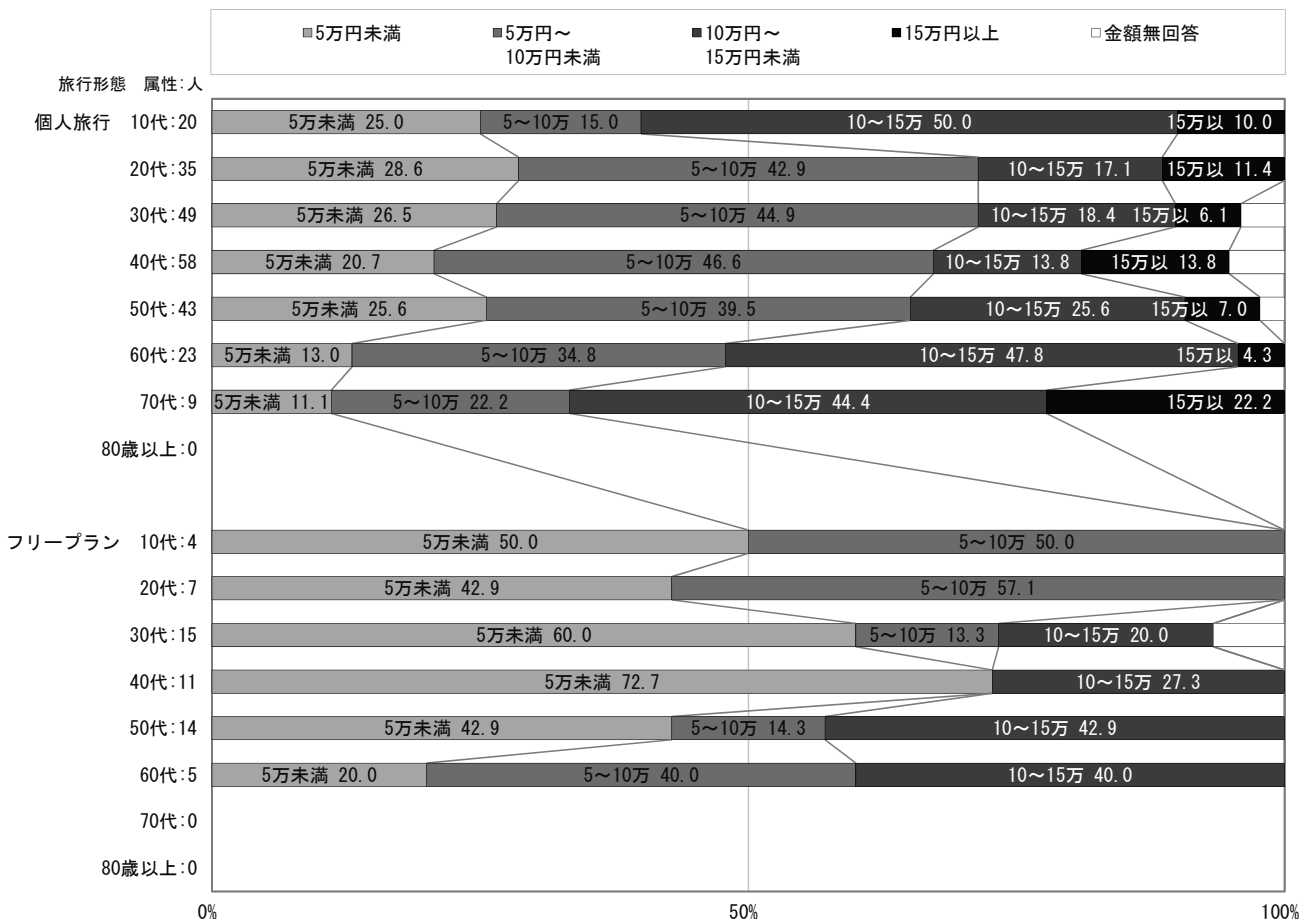 5万円未満 5万円～ 10万円～ 15万円以上 金額無回答
10万円未満 15万円未満
旅行形態 属性:人
個人旅行 10代:20 5万未満 25.0 5～10万 15.0 10～15万 50.0 15万以 10.0
20代:35 5万未満 28.6 5～10万 42.9 10～15万 17.1 15万以 11.4
30代:49 5万未満 26.5 5～10万 44.9 10～15万 18.4 15万以 6.1
40代:58 5万未満 20.7 5～10万 46.6 10～15万 13.8 15万以 13.8
50代:43 5万未満 25.6 5～10万 39.5 10～15万 25.6 15万以 7.0
60代:23 5万未満 13.0 5～10万 34.8 10～15万 47.8 15万以 4.3
70代:9 5万未満 11.1 5～10万 22.2 10～15万 44.4 15万以 22.2
80歳以上:0
フリープラン 10代:4 5万未満 50.0 5～10万 50.0
20代:7 5万未満 42.9 5～10万 57.1
30代:15 5万未満 60.0 5～10万 13.3 10～15万 20.0
40代:11 5万未満 72.7 10～15万 27.3
50代:14 5万未満 42.9 5～10万 14.3 10～15万 42.9
60代:5 5万未満 20.0 5～10万 40.0 10～15万 40.0
70代:0
80歳以上:0
0% 50% 100%